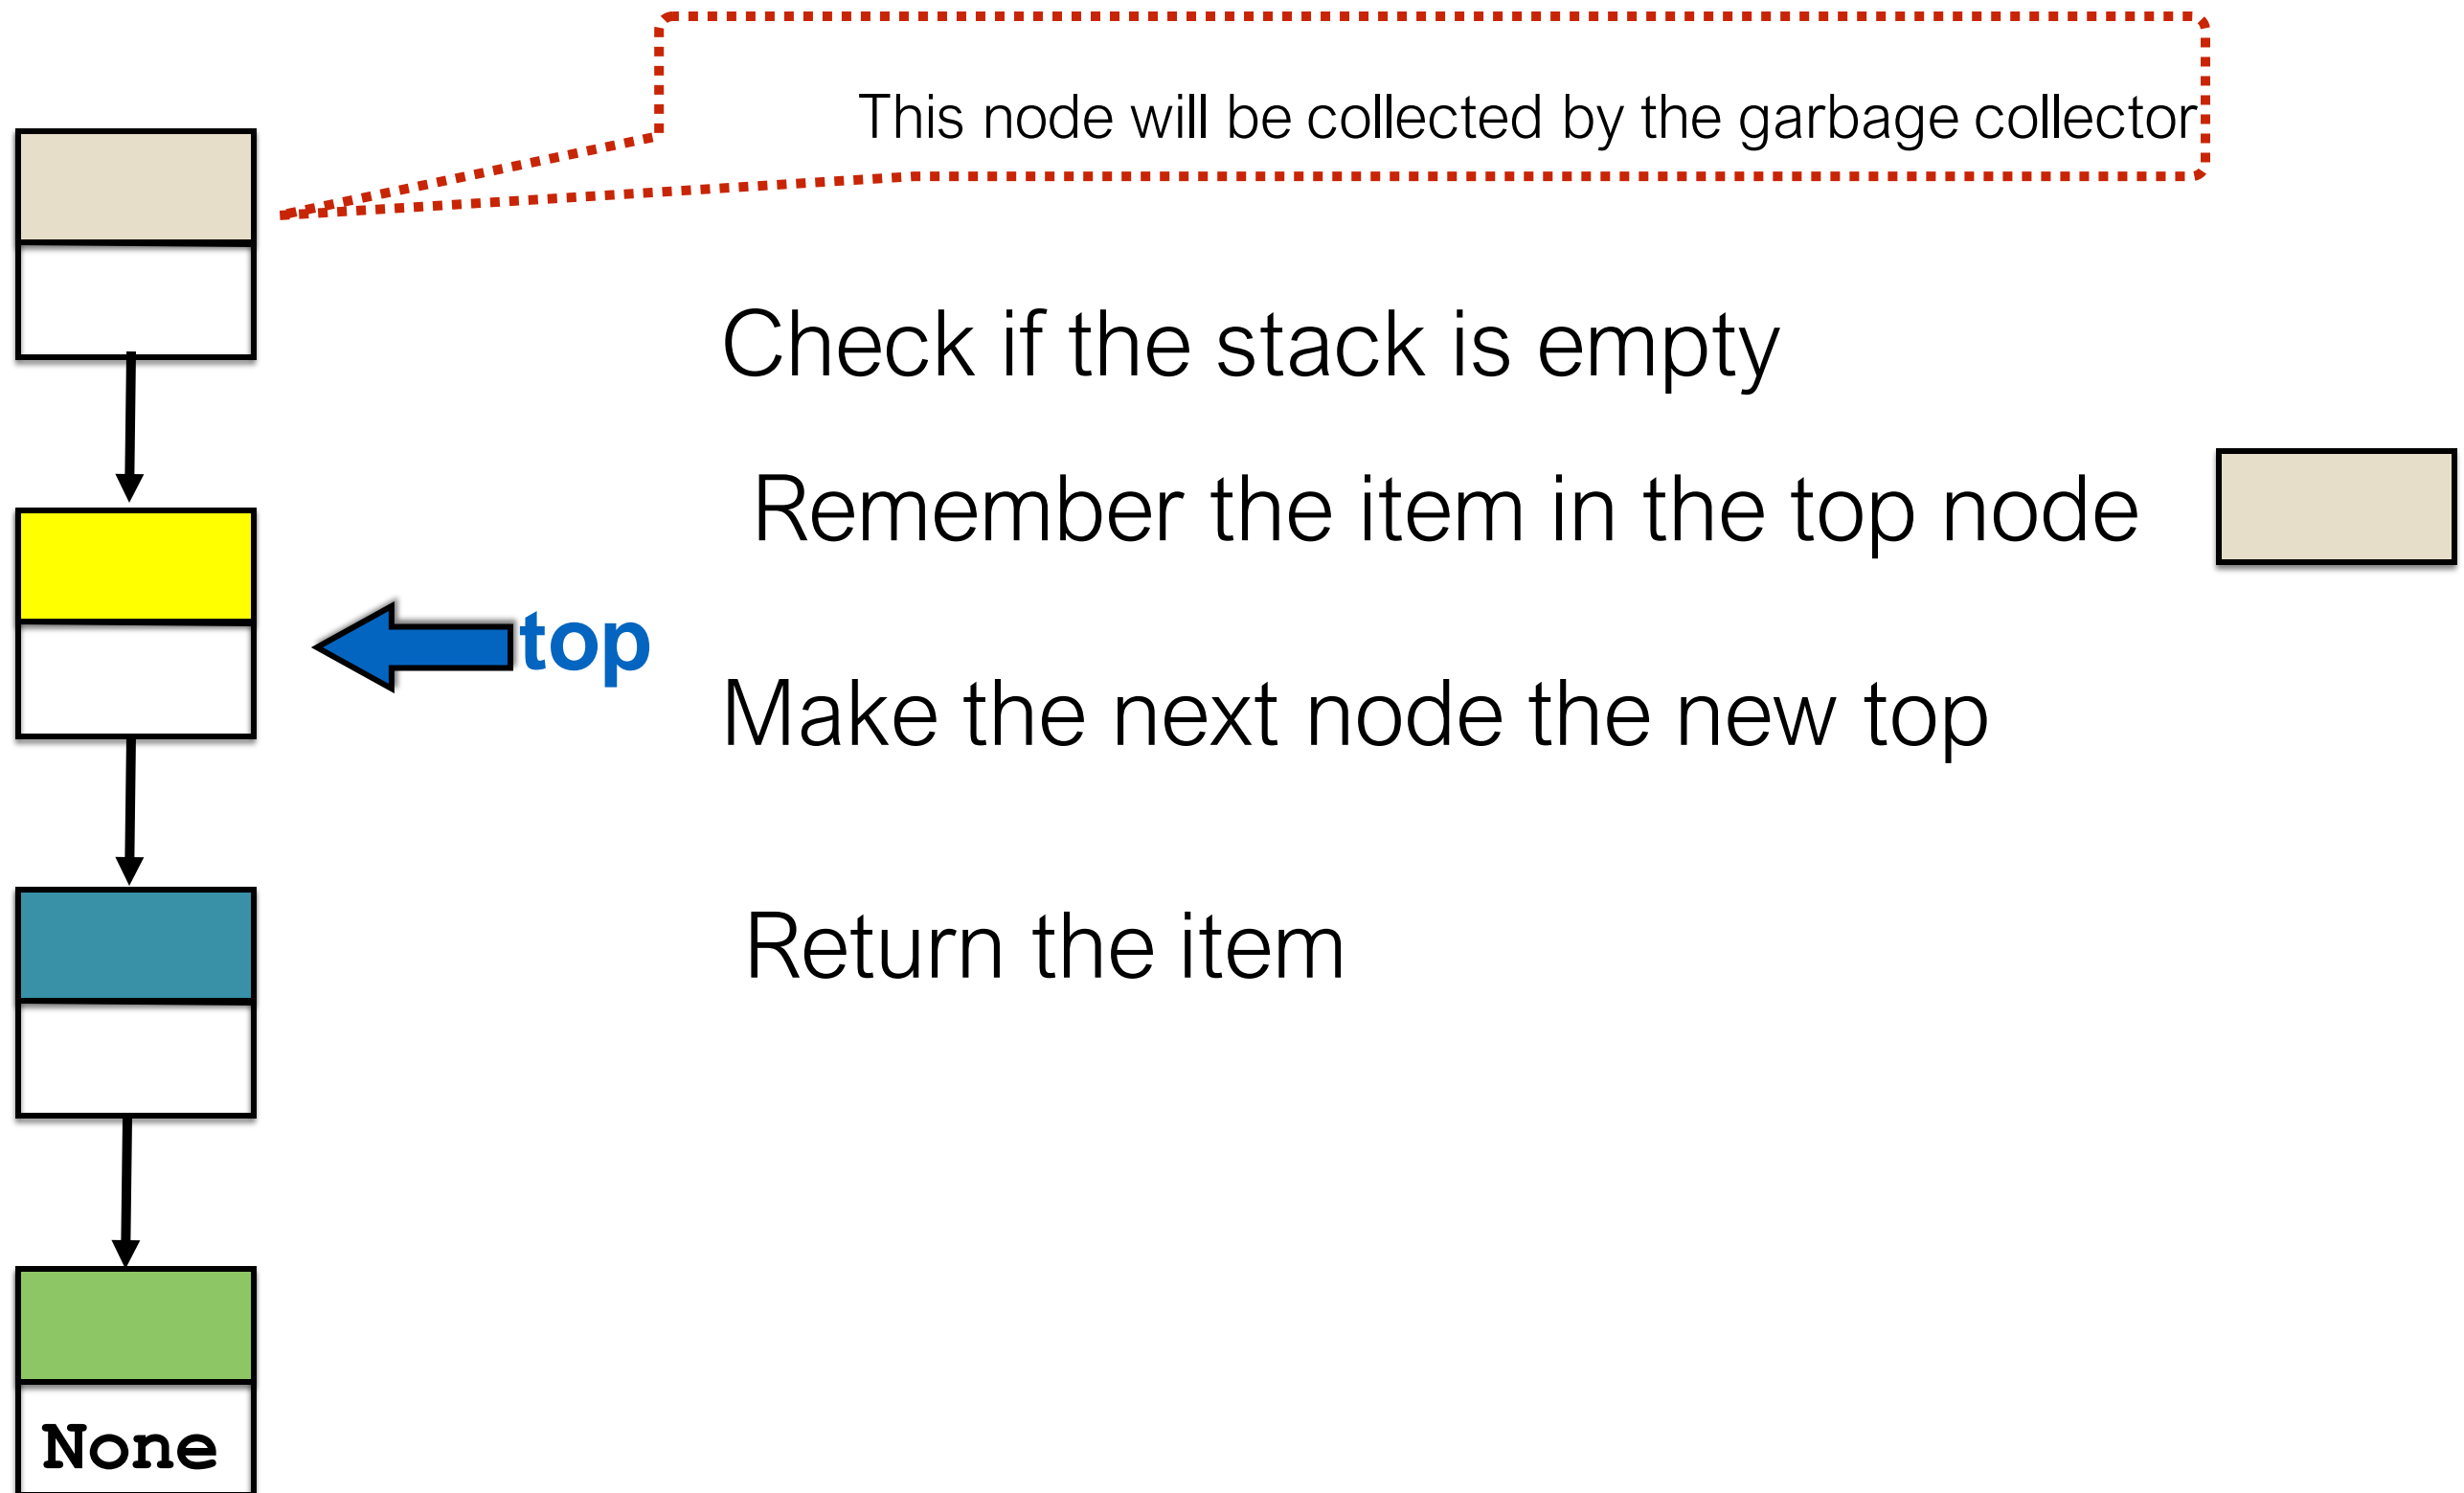 This node will be collected by the garbage collector
Check if the stack is empty
Remember the item in the top node
top
Make the next node the new top
Return the item
None